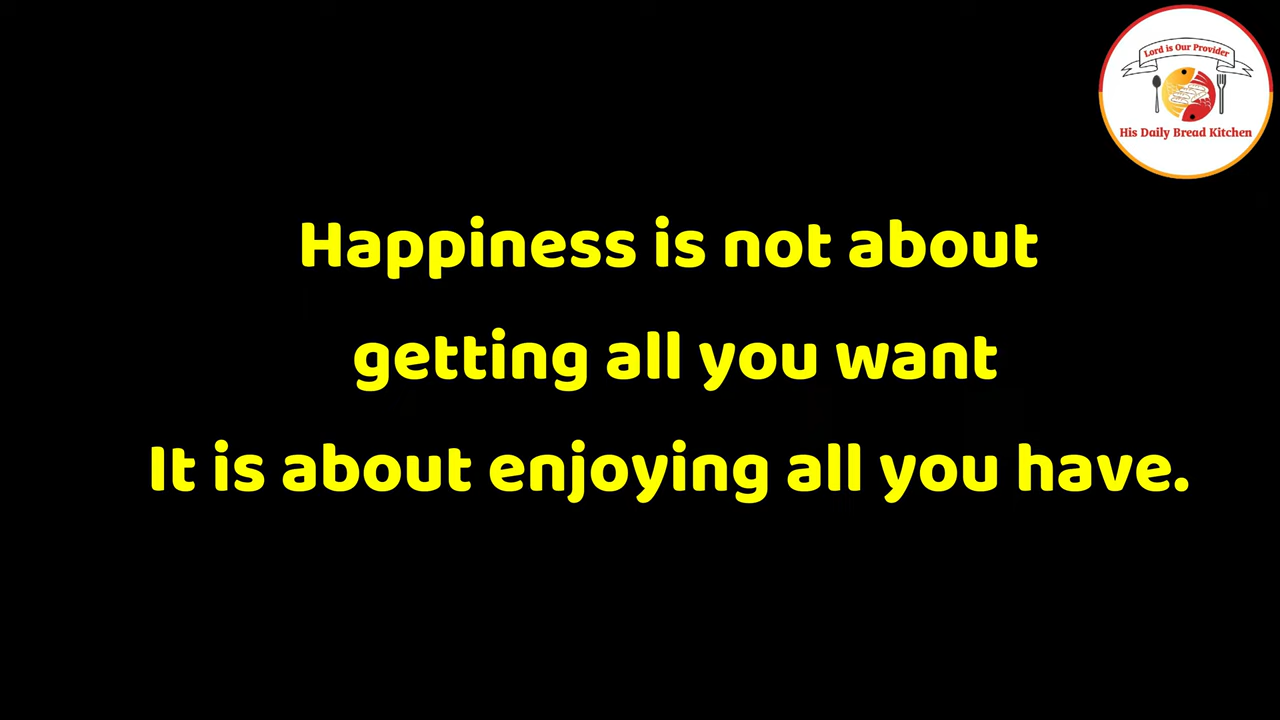 Lord is Our Provider
His Daily Bread Kitchen
Happiness is not about
getting all you want
It is about enjoying all you have.